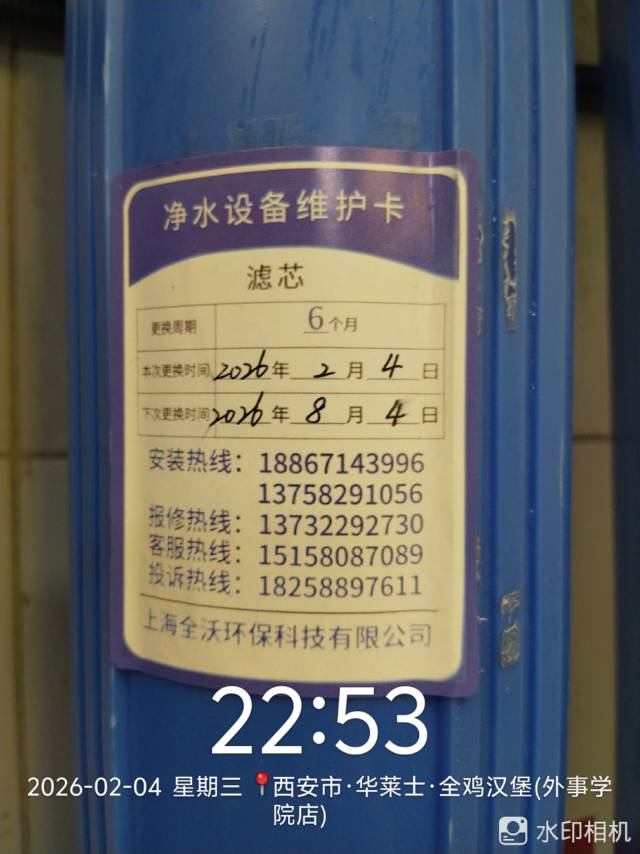 净水设备维护卡
滤芯
更换周期 6个月
本次更换时间 2026年 2 月 4 日
下次更换时间 2026年 8 月 4 日
安装热线：18867143996
13758291056
报修热线：13732292730
客服热线：15158087089
投诉热线：18258897611
上海全沃环保科技有限公司
22:53
2026-02-04 星期三 📍西安市·华莱士·全鸡汉堡(外事学
院店)
水印相机